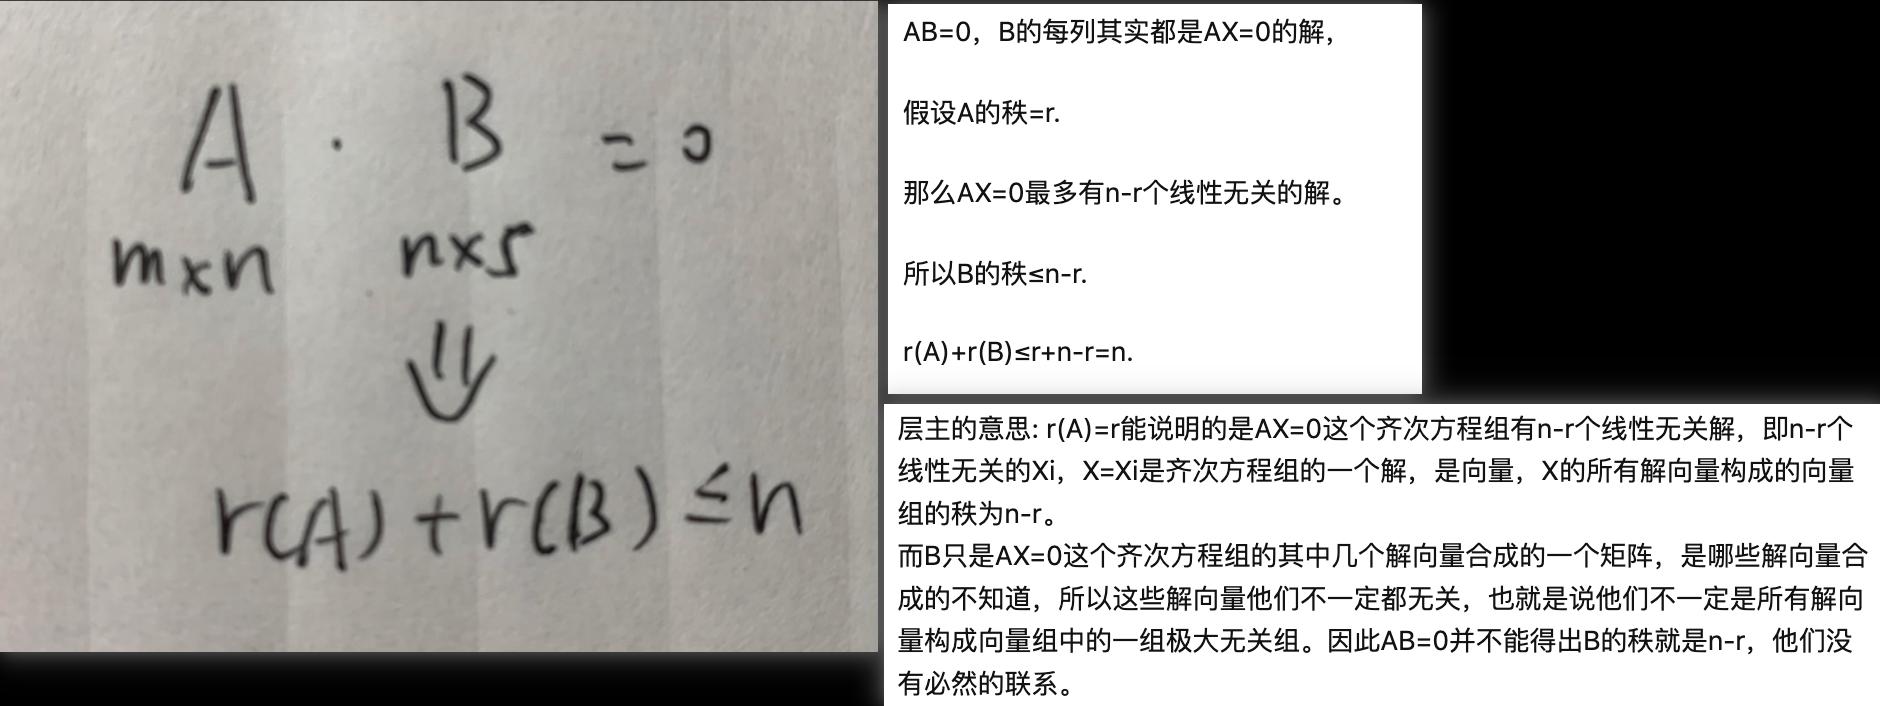 A · B = 0
m×n n×s
⇓
r(A)+r(B)≤n
AB=0，B的每列其实都是AX=0的解，
假设A的秩=r.
那么AX=0最多有n-r个线性无关的解。
所以B的秩≤n-r.
r(A)+r(B)≤r+n-r=n.
层主的意思: r(A)=r能说明的是AX=0这个齐次方程组有n-r个线性无关解，即n-r个
线性无关的Xi，X=Xi是齐次方程组的一个解，是向量，X的所有解向量构成的向量
组的秩为n-r。
而B只是AX=0这个齐次方程组的其中几个解向量合成的一个矩阵，是哪些解向量合
成的不知道，所以这些解向量他们不一定都无关，也就是说他们不一定是所有解向
量构成向量组中的一组极大无关组。因此AB=0并不能得出B的秩就是n-r，他们没
有必然的联系。